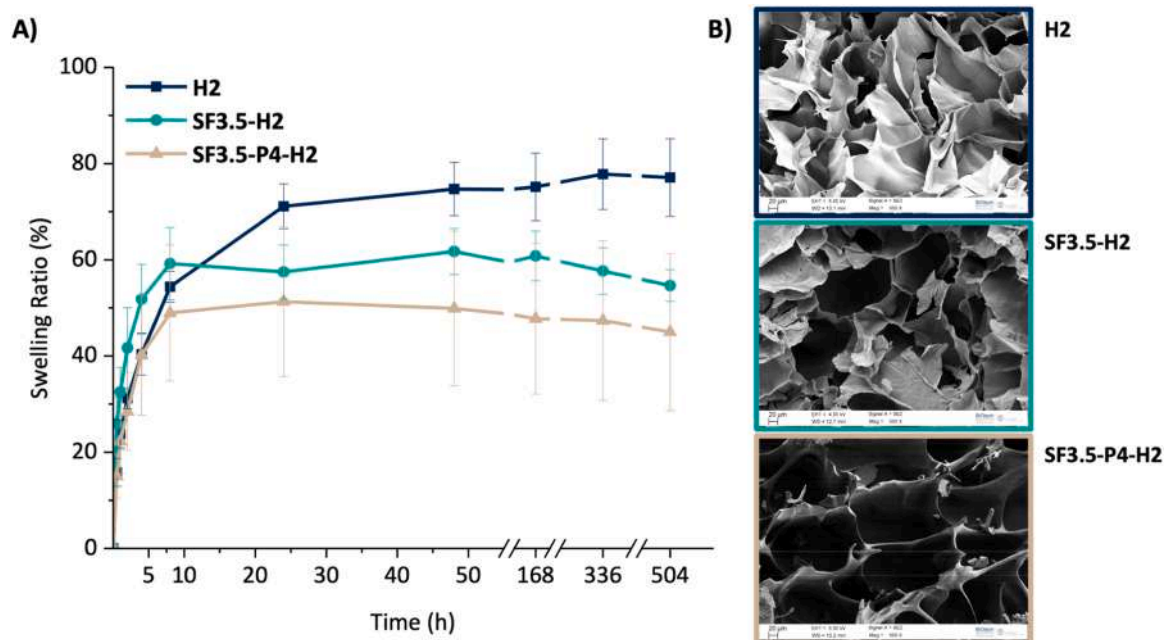 A)
B)
100
80
60
40
20
0
Swelling Ratio (%)
H2
SF3.5-H2
SF3.5-P4-H2
5 10 20 30 40 50 168 336 504
Time (h)
H2
20 µm
SF3.5-H2
20 µm
SF3.5-P4-H2
20 µm